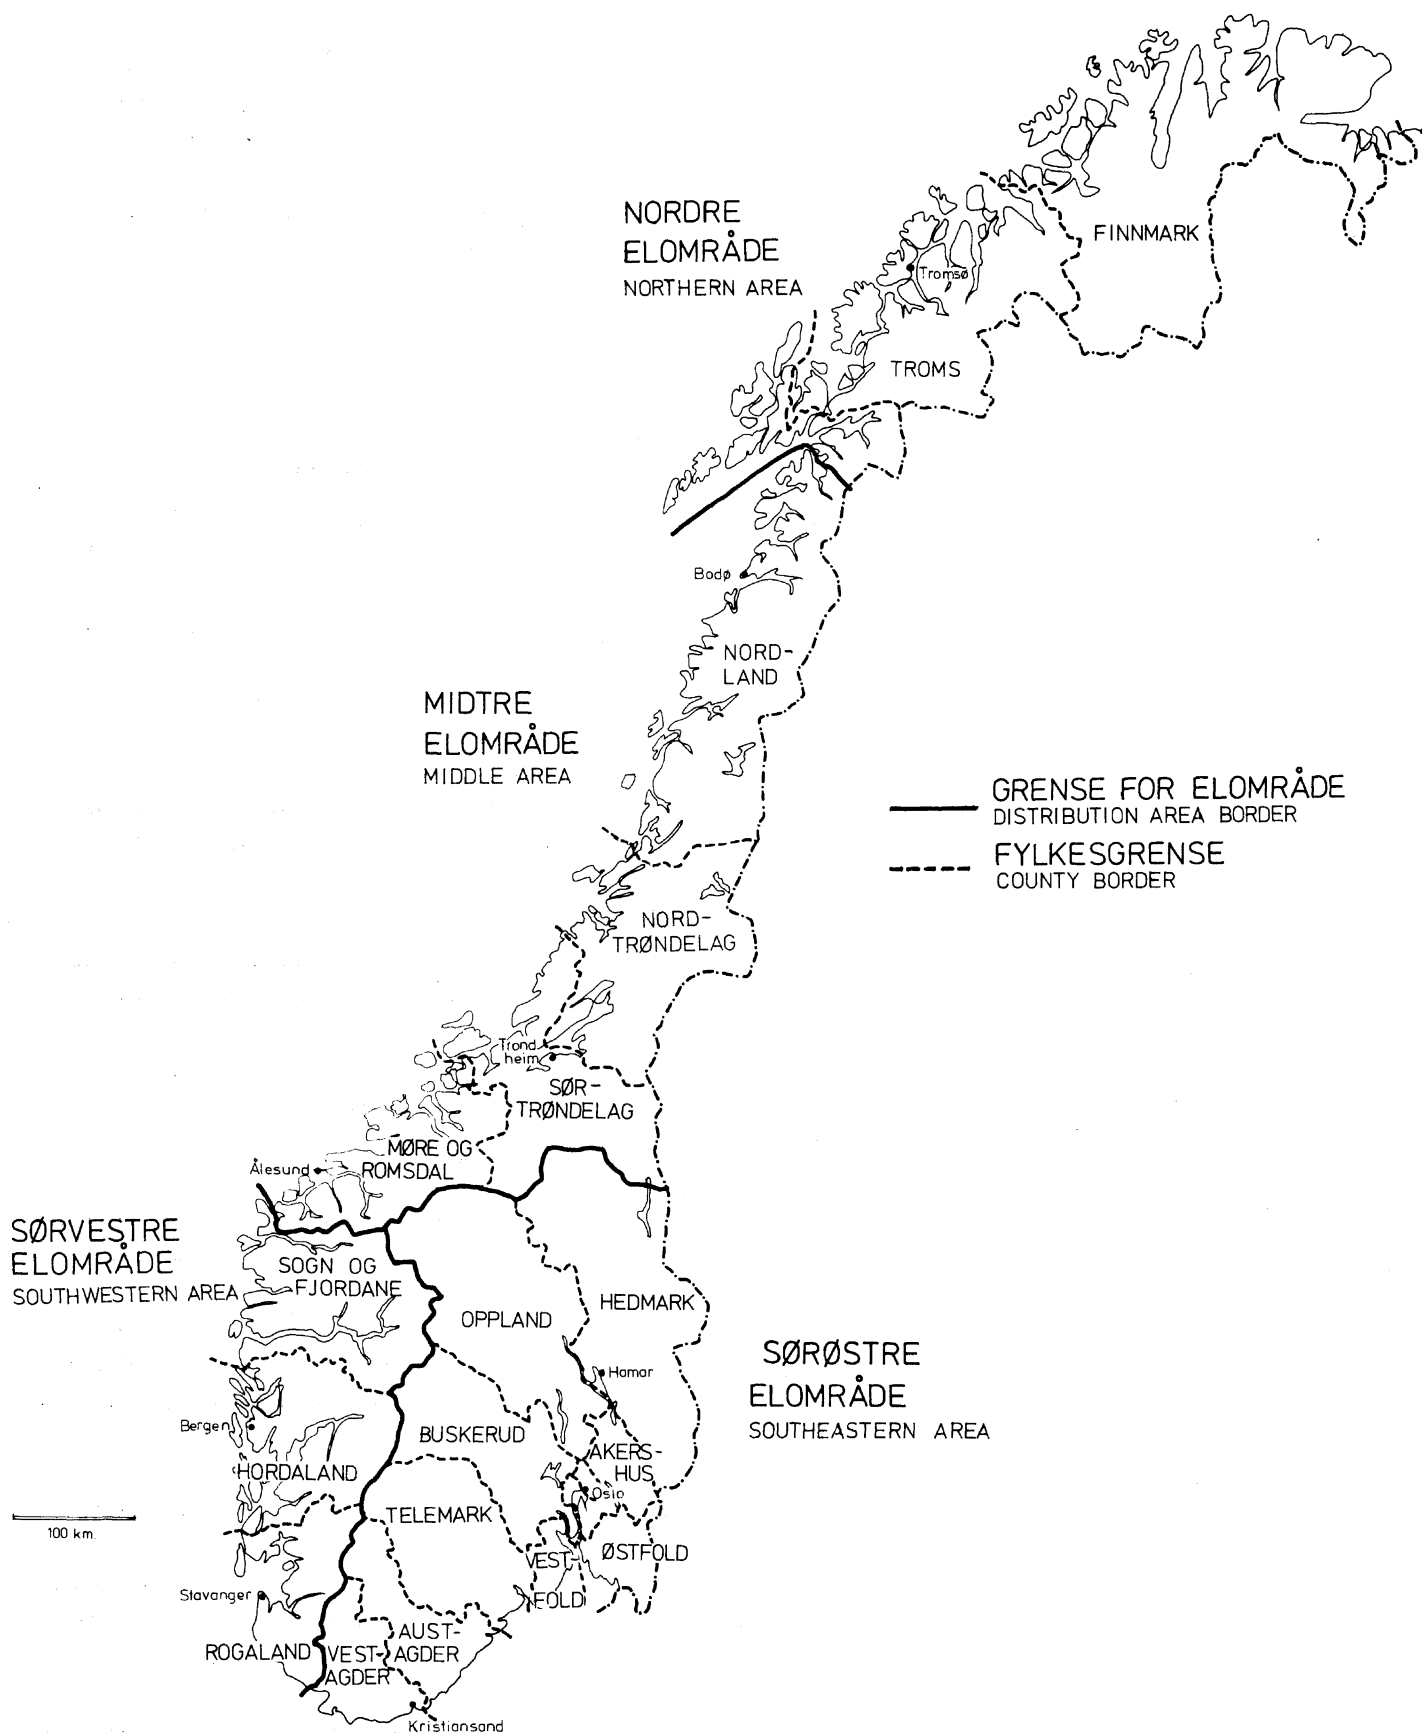 NORDRE
ELOMRÅDE
NORTHERN AREA
FINNMARK
Tromsø
TROMS
Bodø
NORD-
LAND
MIDTRE
ELOMRÅDE
MIDDLE AREA
GRENSE FOR ELOMRÅDE
DISTRIBUTION AREA BORDER
FYLKESGRENSE
COUNTY BORDER
NORD-
TRØNDELAG
Trond
heim
SØR-
TRØNDELAG
MØRE OG
ROMSDAL
Ålesund
SØRVESTRE
ELOMRÅDE
SOUTHWESTERN AREA
SOGN OG
FJORDANE
OPPLAND
HEDMARK
SØRØSTRE
ELOMRÅDE
SOUTHEASTERN AREA
Hamar
Bergen
BUSKERUD
AKERS-
HUS
HORDALAND
Oslo
TELEMARK
100 km.
VEST-
FOLD
ØSTFOLD
Stavanger
ROGALAND
VEST-
AGDER
AUST-
AGDER
Kristiansand